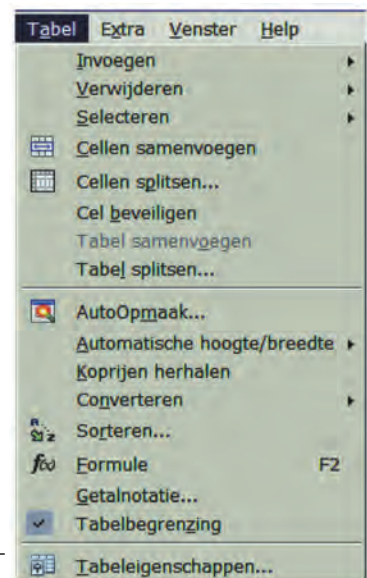 Tabel Extra Venster Help
Invoegen
Verwijderen
Selecteren
Cellen samenvoegen
Cellen splitsen...
Cel beveiligen
Tabel samenvoegen
Tabel splitsen...
AutoOpmaak...
Automatische hoogte/breedte
Koprijen herhalen
Converteren
Sorteren...
Formule F2
Getalnotatie...
Tabelbegrenzing
Tabeleigenschappen...